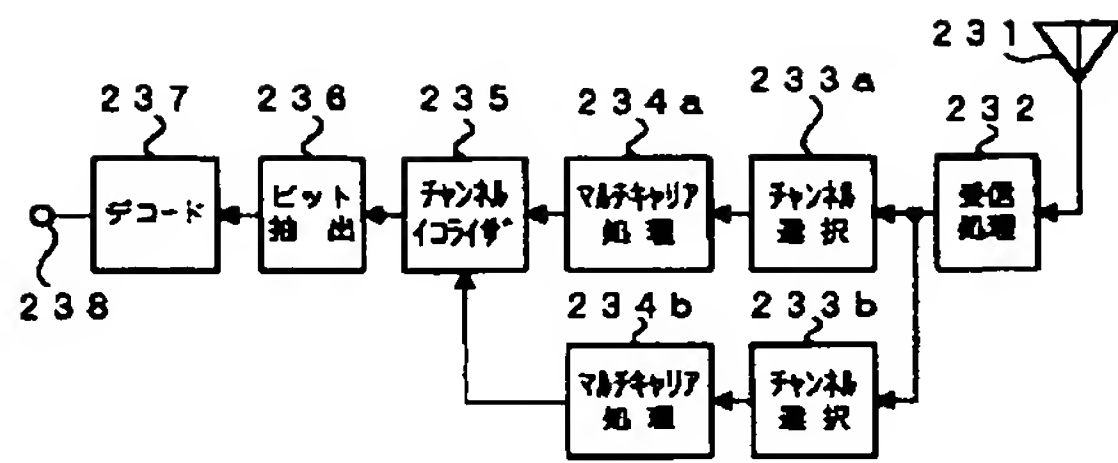 231
237
236
235
234a
233a
232
デコード
ビット
抽出
チャンネル
イコライザ
マルチキャリア
処理
チャンネル
選択
受信
処理
238
234b
233b
マルチキャリア
処理
チャンネル
選択